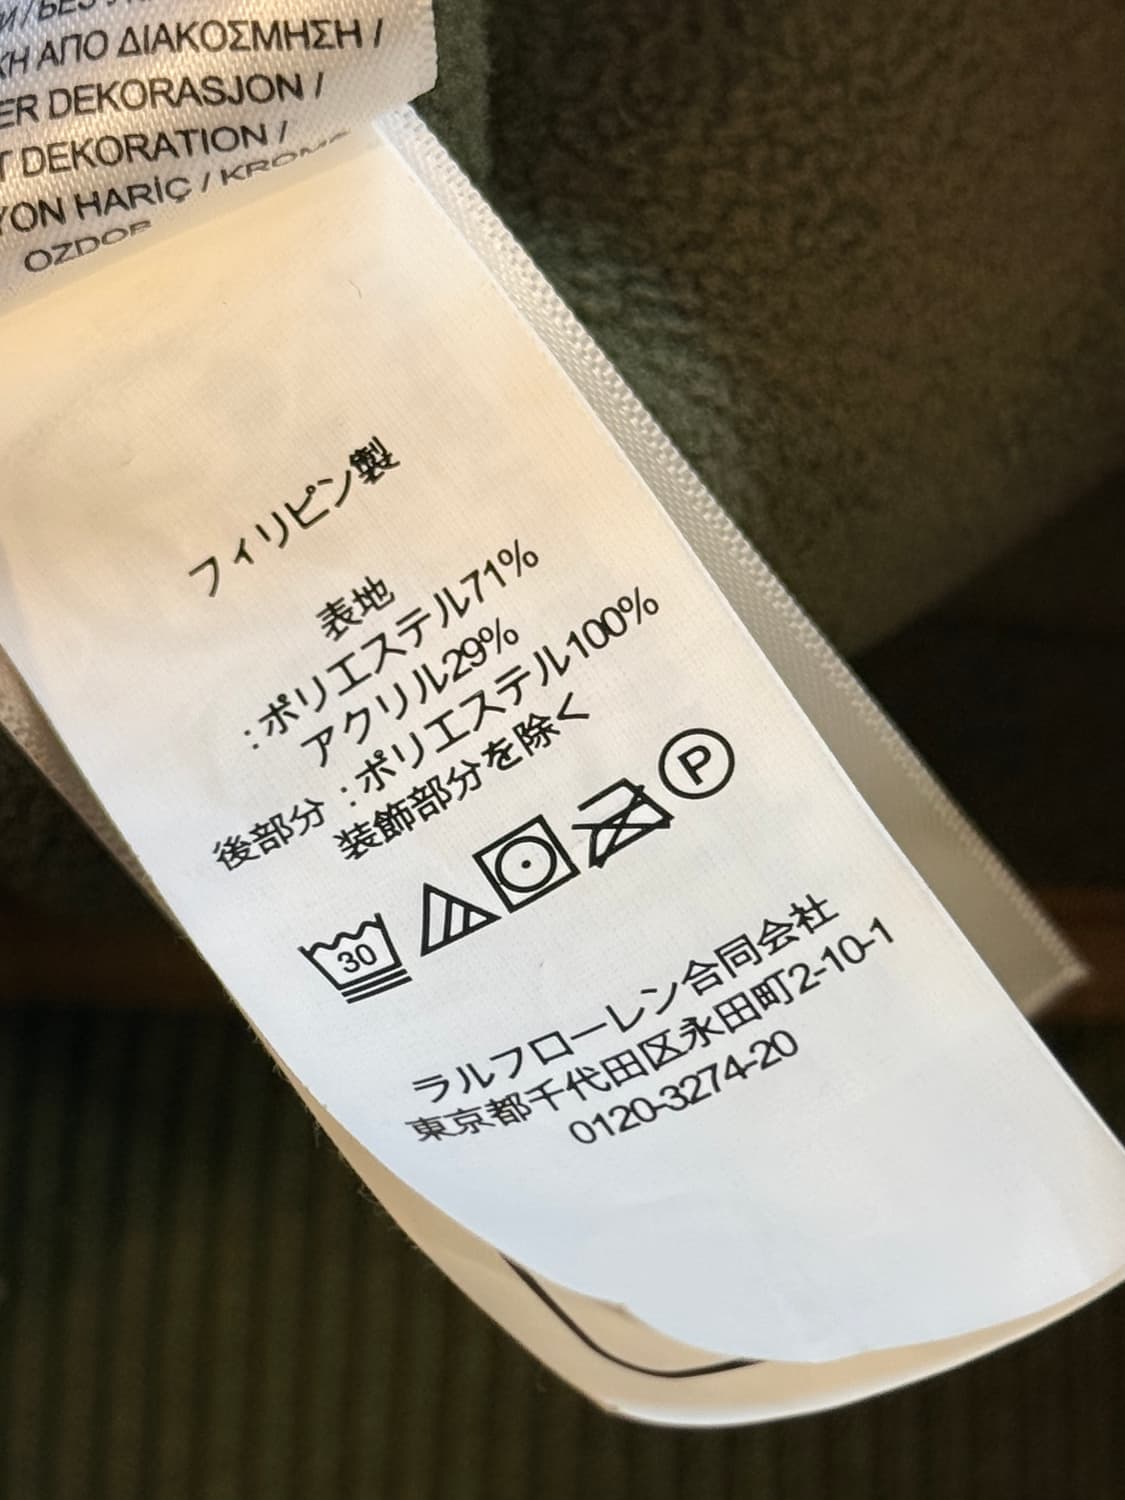 ΑΠΟ ΔΙΑΚΟΣΜΗΣΗ /
DEKORASJON /
DEKORATION /
HARİÇ /
OZDOB
フィリピン製
表地
:ポリエステル71%
アクリル29%
後部分:ポリエステル100%
装飾部分を除く
30
P
ラルフローレン合同会社
東京都千代田区永田町2-10-1
0120-3274-20